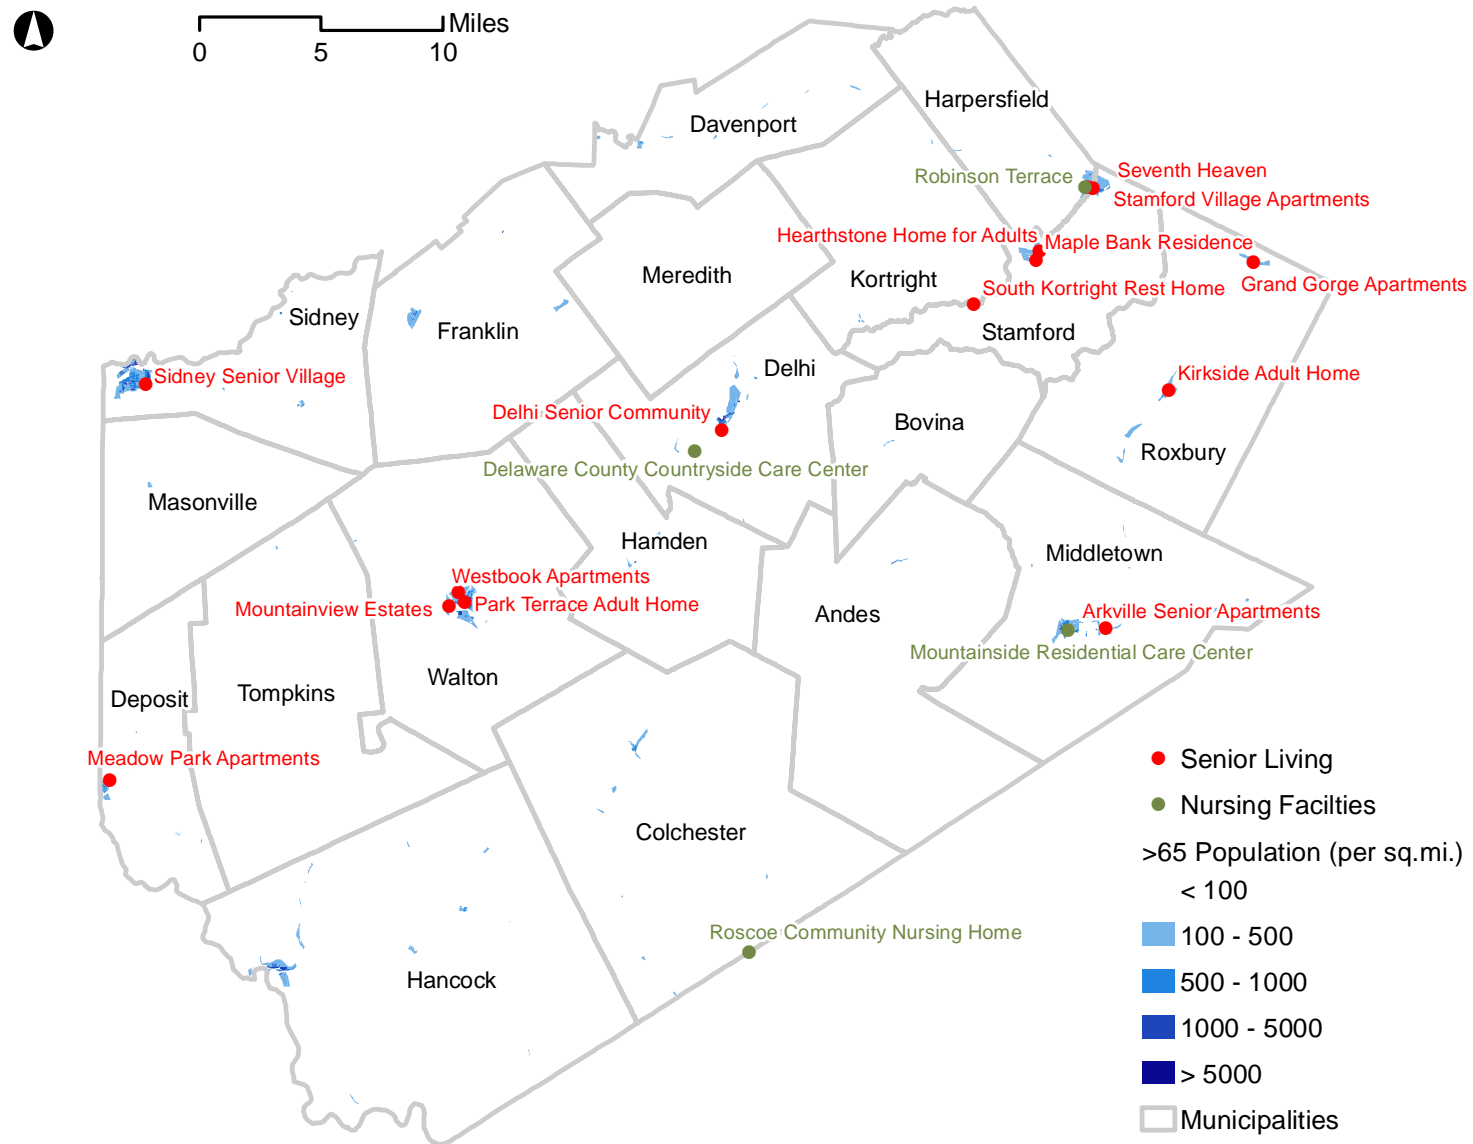 Miles
0 5 10
Harpersfield
Davenport
Robinson Terrace
Seventh Heaven
Stamford Village Apartments
Hearthstone Home for Adults
Maple Bank Residence
Meredith
Kortright
South Kortright Rest Home
Grand Gorge Apartments
Sidney
Franklin
Stamford
Delhi
Sidney Senior Village
Kirkside Adult Home
Delhi Senior Community
Bovina
Roxbury
Delaware County Countryside Care Center
Masonville
Hamden
Middletown
Westbook Apartments
Mountainview Estates
Park Terrace Adult Home
Andes
Arkville Senior Apartments
Mountainside Residential Care Center
Walton
Deposit
Tompkins
Meadow Park Apartments
Colchester
Roscoe Community Nursing Home
Hancock
Senior Living
Nursing Facilties
>65 Population (per sq.mi.)
< 100
100 - 500
500 - 1000
1000 - 5000
> 5000
Municipalities